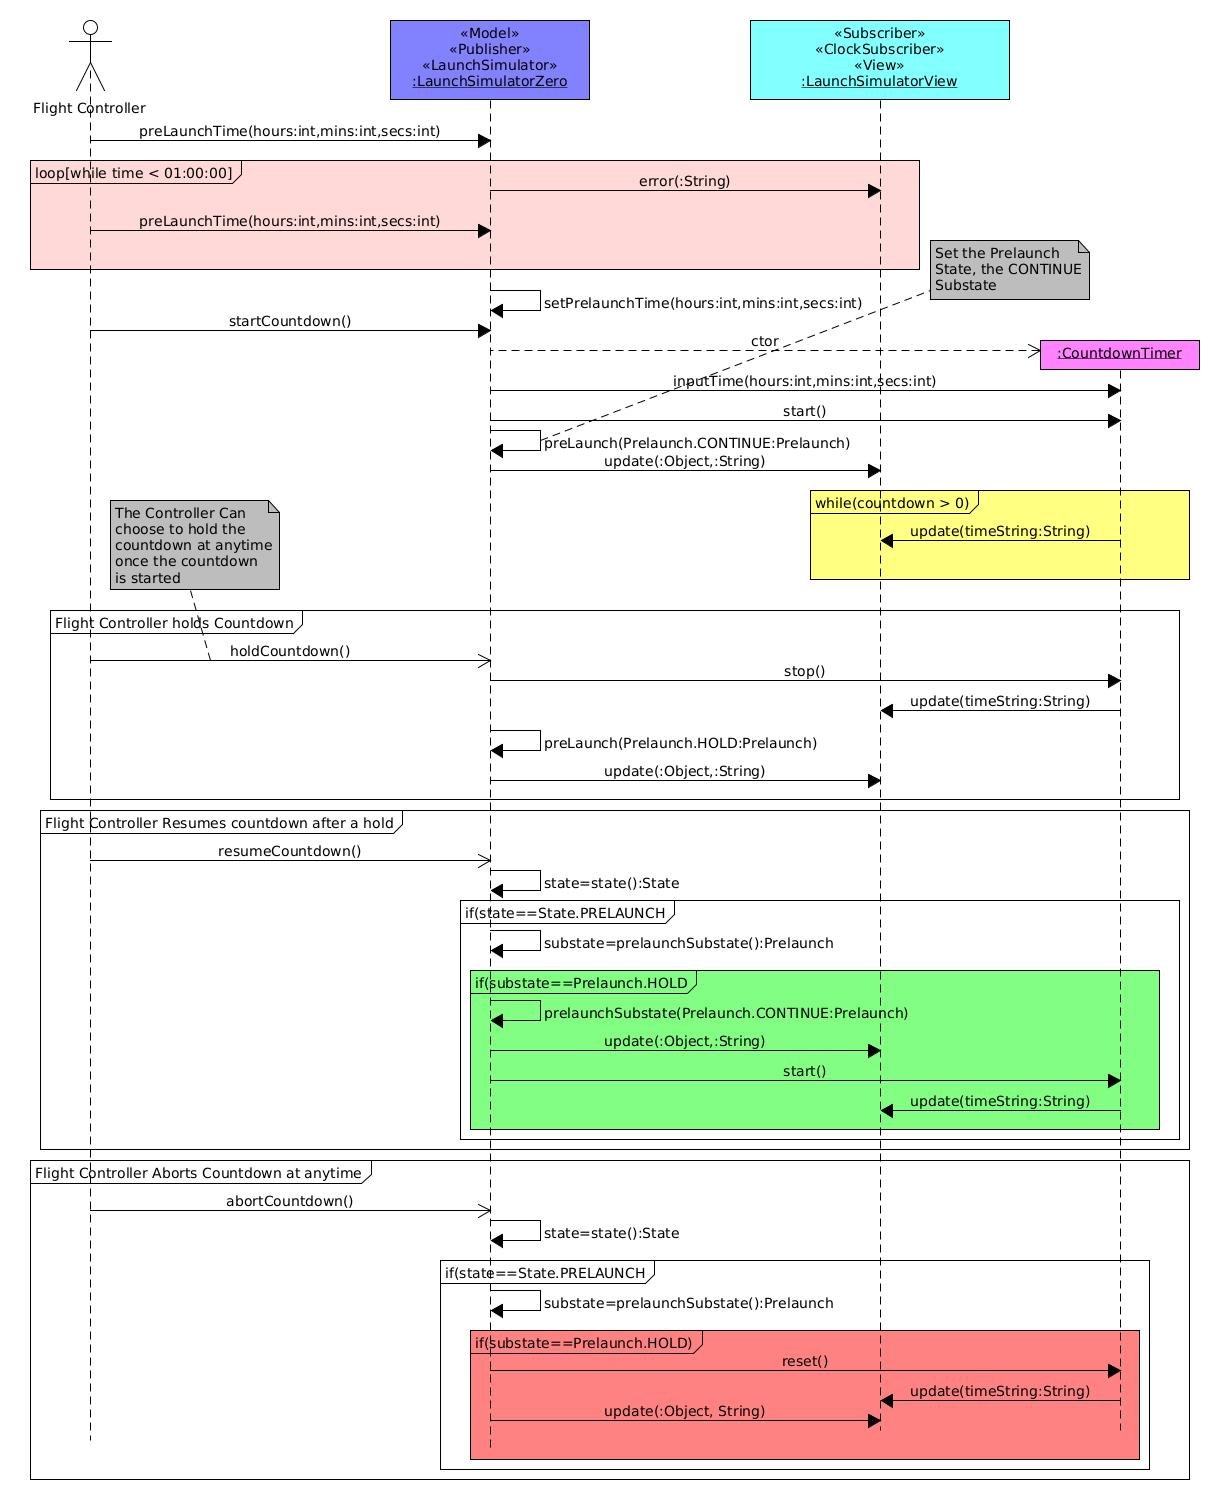 «Model»
«Publisher»
«LaunchSimulator»
:LaunchSimulatorZero
«Subscriber»
«ClockSubscriber»
«View»
:LaunchSimulatorView
Flight Controller
preLaunchTime(hours:int,mins:int,secs:int)
loop[while time < 01:00:00]
error(:String)
preLaunchTime(hours:int,mins:int,secs:int)
Set the Prelaunch
State, the CONTINUE
Substate
setPrelaunchTime(hours:int,mins:int,secs:int)
startCountdown()
ctor
:CountdownTimer
inputTime(hours:int,mins:int,secs:int)
start()
preLaunch(Prelaunch.CONTINUE:Prelaunch)
update(:Object,:String)
while(countdown > 0)
update(timeString:String)
The Controller Can
choose to hold the
countdown at anytime
once the countdown
is started
Flight Controller holds Countdown
holdCountdown()
stop()
update(timeString:String)
preLaunch(Prelaunch.HOLD:Prelaunch)
update(:Object,:String)
Flight Controller Resumes countdown after a hold
resumeCountdown()
state=state():State
if(state==State.PRELAUNCH
substate=prelaunchSubstate():Prelaunch
if(substate==Prelaunch.HOLD
prelaunchSubstate(Prelaunch.CONTINUE:Prelaunch)
update(:Object,:String)
start()
update(timeString:String)
Flight Controller Aborts Countdown at anytime
abortCountdown()
state=state():State
if(state==State.PRELAUNCH
substate=prelaunchSubstate():Prelaunch
if(substate==Prelaunch.HOLD)
reset()
update(timeString:String)
update(:Object, String)